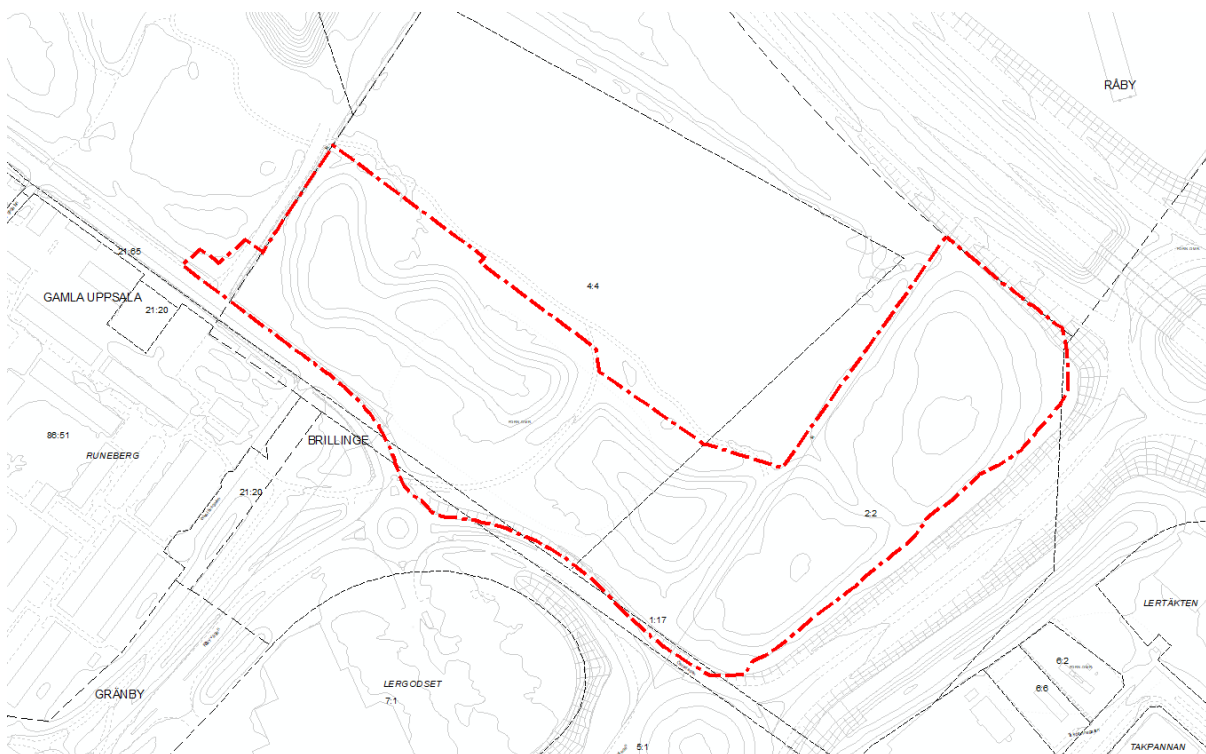 RÅBY
21:65
4:4
GAMLA UPPSALA
21:20
86:51
BRILLINGE
RUNEBERG
21:20
2:2
LERTÄKTEN
1:17
6:2
LERGODSET
6:6
GRÄNBY
7:1
5:1
TAKPANNAN